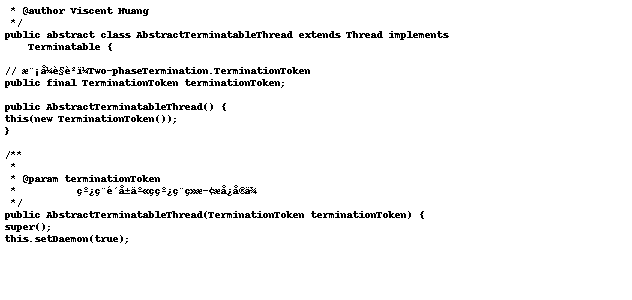 * @author Viscent Huang
 */
public abstract class AbstractTerminatableThread extends Thread implements
    Terminatable {
// æ¨¡å¼è§è²ï¼Two-phaseTermination.TerminationToken
public final TerminationToken terminationToken;
public AbstractTerminatableThread() {
this(new TerminationToken());
}
/**
 *
 * @param terminationToken
 *          çº¿ç¨é´å±äº«ççº¿ç¨ç»æ­¢æ å¿å®ä¾
 */
public AbstractTerminatableThread(TerminationToken terminationToken) {
super();
this.setDaemon(true);